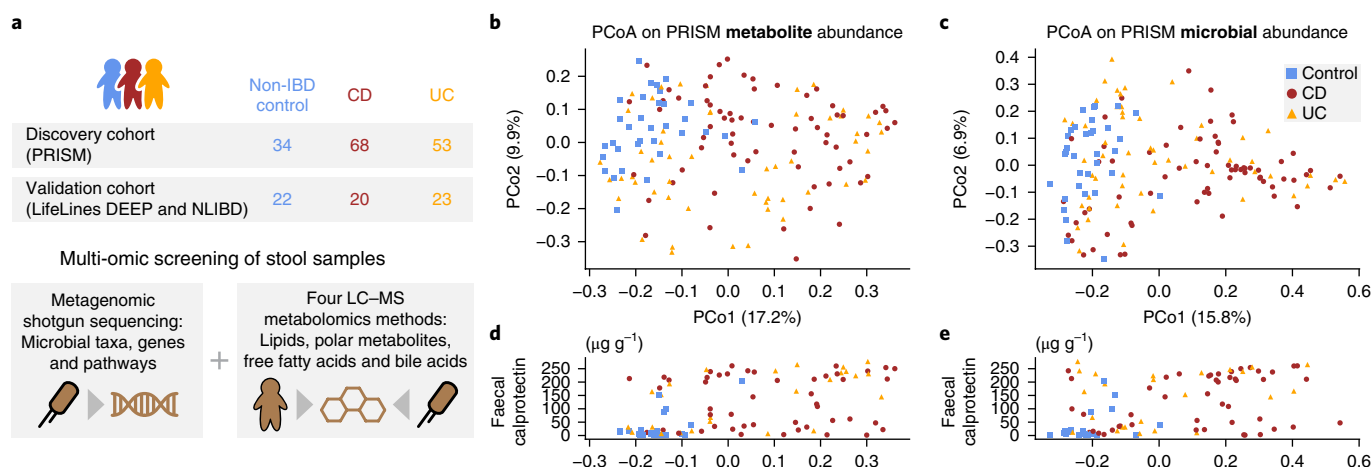 a
Non-IBD
control
CD
UC
Discovery cohort
(PRISM)
34
68
53
Validation cohort
(LifeLines DEEP and NLIBD)
22
20
23
Multi-omic screening of stool samples
Metagenomic
shotgun sequencing:
Microbial taxa, genes
and pathways
+
Four LC–MS
metabolomics methods:
Lipids, polar metabolites,
free fatty acids and bile acids
b
PCoA on PRISM metabolite abundance
PCo2 (9.9%)
0.2
0.1
0.0
−0.1
−0.2
−0.3
−0.3 −0.2 −0.1 0.0 0.1 0.2 0.3
PCo1 (17.2%)
c
PCoA on PRISM microbial abundance
Control
CD
UC
PCo2 (6.9%)
0.4
0.3
0.2
0.1
0.0
−0.1
−0.2
−0.3
−0.2 0.0 0.2 0.4 0.6
PCo1 (15.8%)
d
(μg g−1)
Faecal
calprotectin
250
200
150
100
50
0
−0.3 −0.2 −0.1 0.0 0.1 0.2 0.3
e
(μg g−1)
Faecal
calprotectin
250
200
150
100
50
0
−0.2 0.0 0.2 0.4 0.6